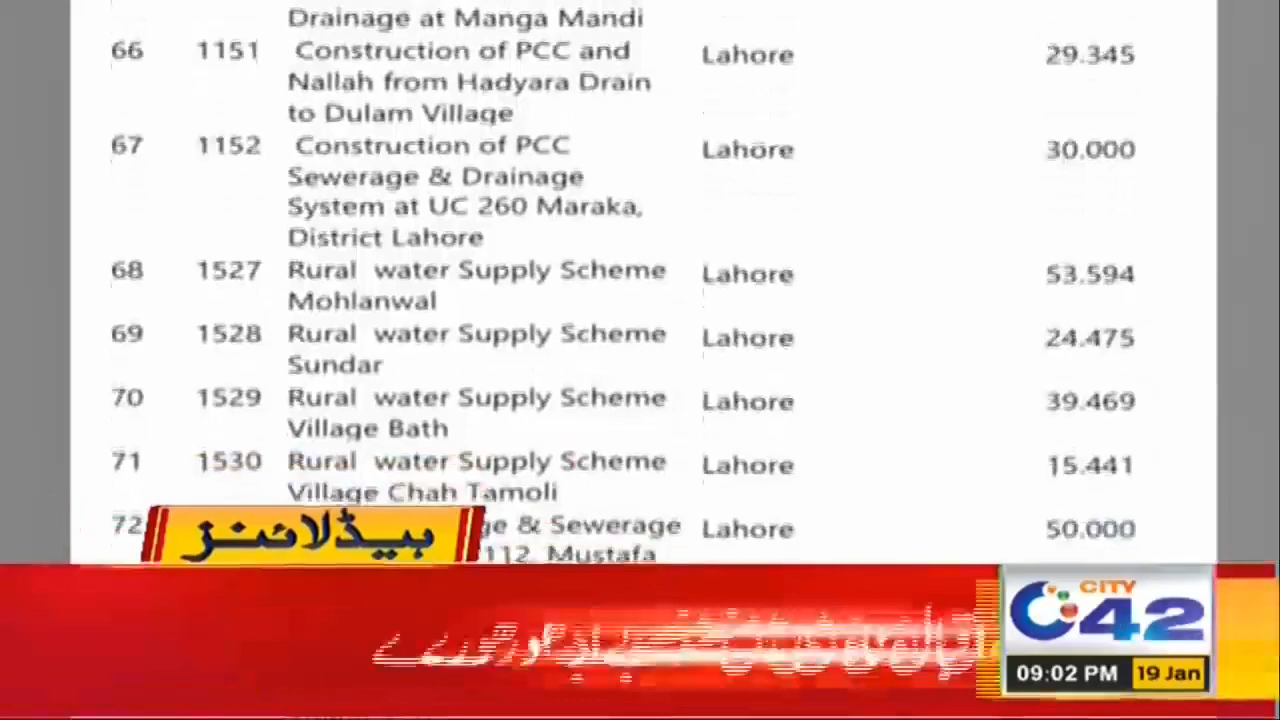 Drainage at Manga Mandi
66 1151 Construction of PCC and Lahore 29.345
Nallah from Hadyara Drain
to Dulam Village
67 1152 Construction of PCC Lahore 30.000
Sewerage & Drainage
System at UC 260 Maraka,
District Lahore
68 1527 Rural water Supply Scheme Lahore 53.594
Mohlanwal
69 1528 Rural water Supply Scheme Lahore 24.475
Sundar
70 1529 Rural water Supply Scheme Lahore 39.469
Village Bath
71 1530 Rural water Supply Scheme Lahore 15.441
Village Chah Tamoli
72 & Sewerage Lahore 50.000
112, Mustafa
ہیڈلائنز
CITY
42
09:02 PM 19 Jan